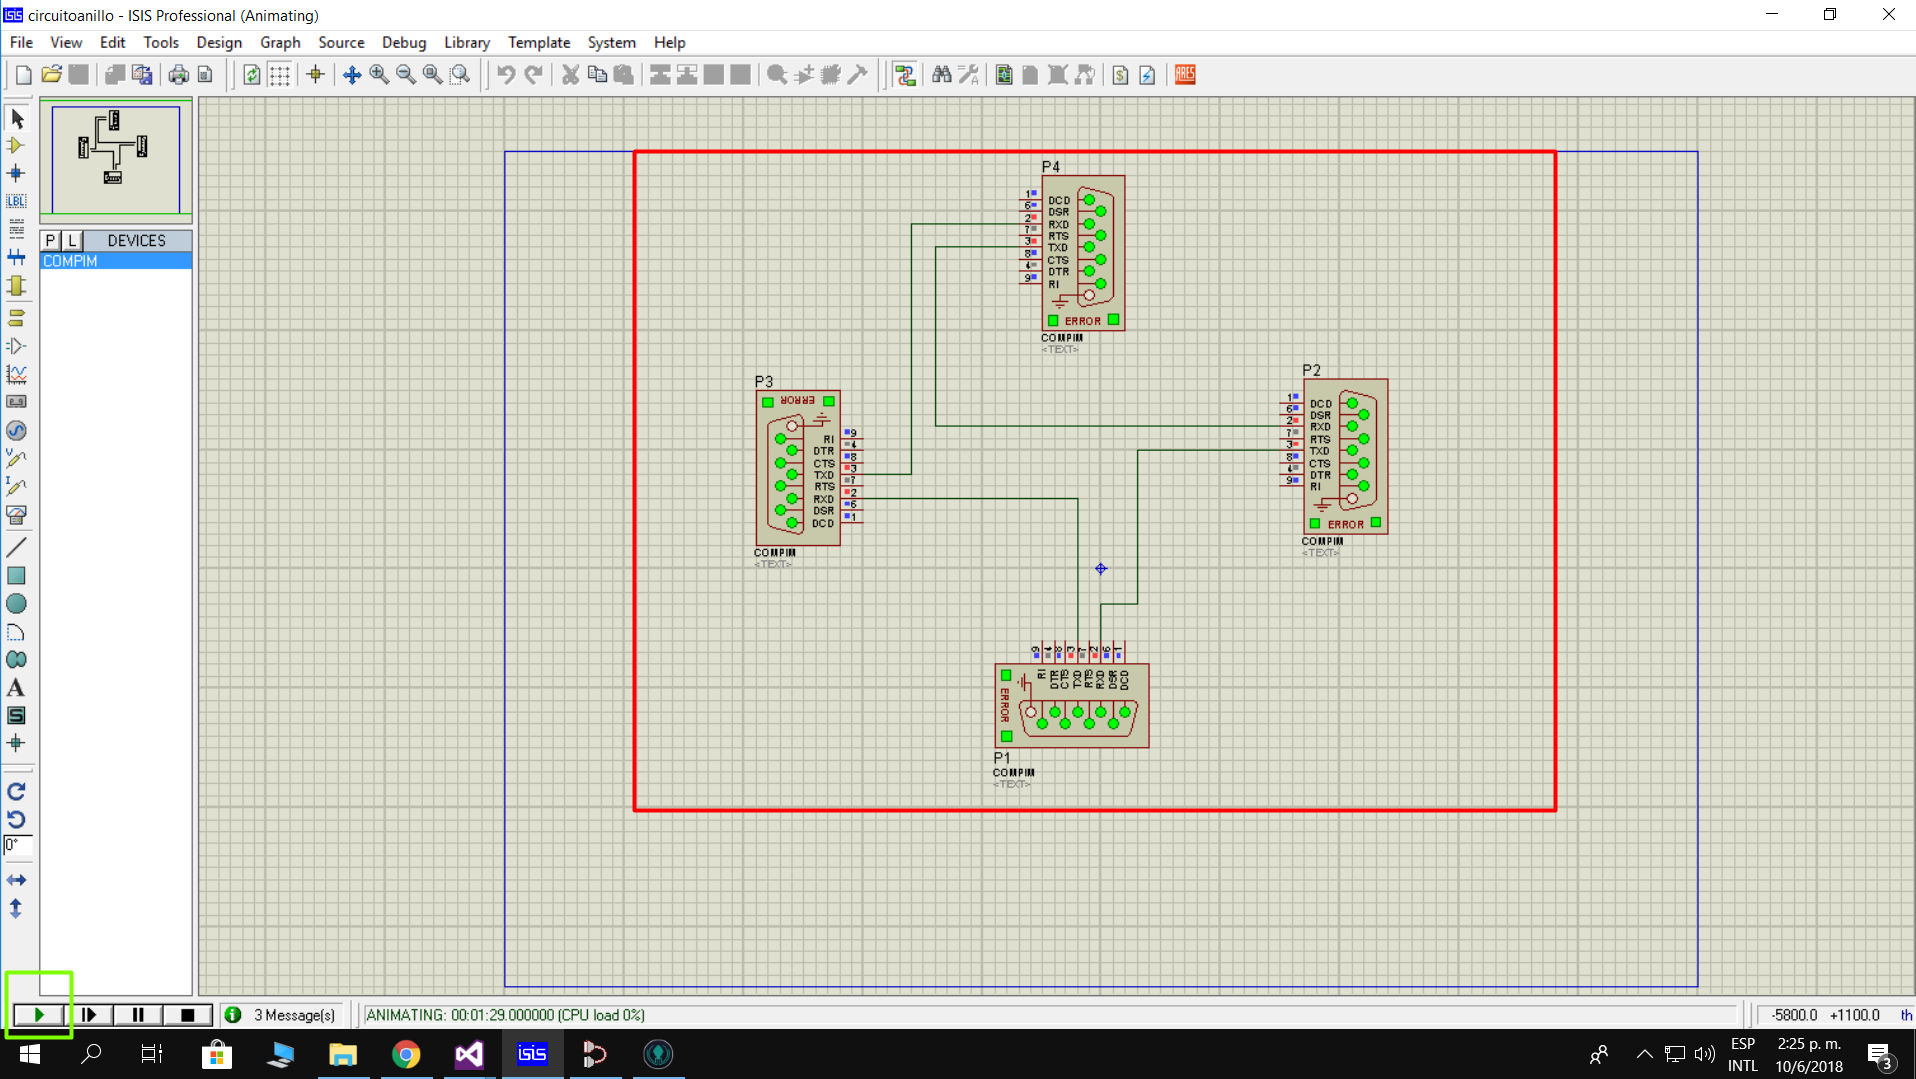 isis circuitoanillo - ISIS Professional (Animating)
File View Edit Tools Design Graph Source Debug Library Template System Help
ARES
LBL
P L DEVICES
COMPIM
A
S
0°
P4
1 DCD
6 DSR
2 RXD
7 RTS
3 TXD
8 CTS
4 DTR
9 RI
ERROR
COMPIM
<TEXT>
P3
ERROR
RI 9
DTR 4
CTS 8
TXD 3
RTS 7
RXD 2
DSR 6
DCD 1
COMPIM
<TEXT>
P2
1 DCD
6 DSR
2 RXD
7 RTS
3 TXD
8 CTS
4 DTR
9 RI
ERROR
COMPIM
<TEXT>
9 4 8 3 7 2 6 1
RI DTR CTS TXD RTS RXD DSR DCD
ERROR
P1
COMPIM
<TEXT>
3 Message(s) ANIMATING: 00:01:29.000000 (CPU load 0%) -5800.0 +1100.0 th
isis
ESP
INTL
2:25 p. m.
10/6/2018
3